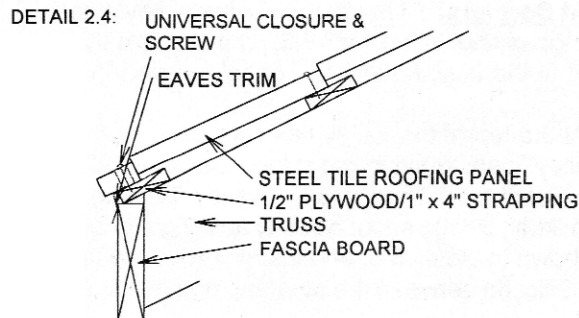 DETAIL 2.4:
UNIVERSAL CLOSURE &
SCREW
EAVES TRIM
STEEL TILE ROOFING PANEL
1/2" PLYWOOD/1" x 4" STRAPPING
TRUSS
FASCIA BOARD